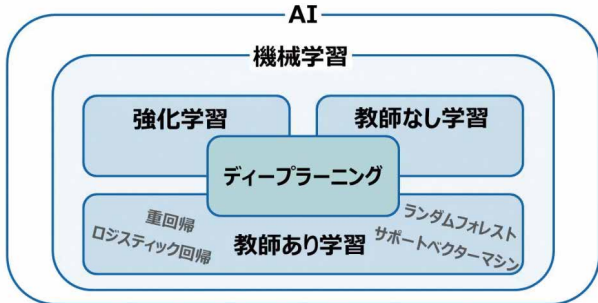 AI
機械学習
強化学習
教師なし学習
ディープラーニング
重回帰
ロジスティック回帰
教師あり学習
ランダムフォレスト
サポートベクターマシン